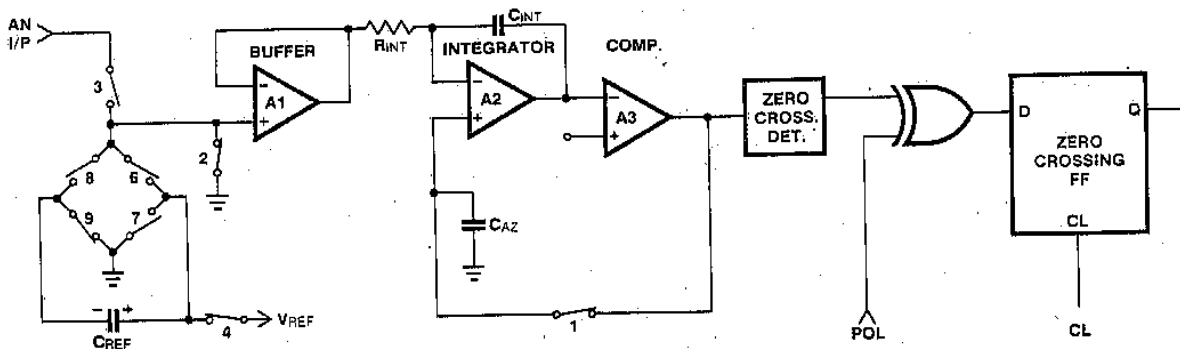 AN
I/P
3
8
6
9
7
2
- +
CREF
4
VREF
BUFFER
-
A1
+
RINT
CINT
INTEGRATOR
-
A2
+
CAZ
1
COMP.
-
A3
+
ZERO
CROSS.
DET.
POL
D
Q
ZERO
CROSSING
FF
CL
CL